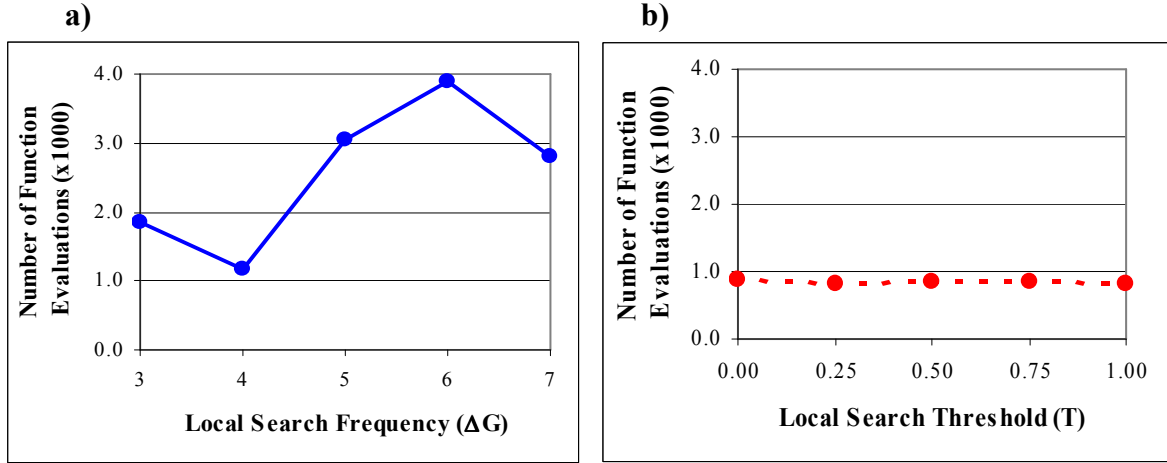 a)
Number of Function
Evaluations (x1000)
4.0
3.0
2.0
1.0
0.0
3 4 5 6 7
Local Search Frequency (ΔG)
b)
Number of Function
Evaluations (x1000)
4.0
3.0
2.0
1.0
0.0
0.00 0.25 0.50 0.75 1.00
Local Search Threshold (T)